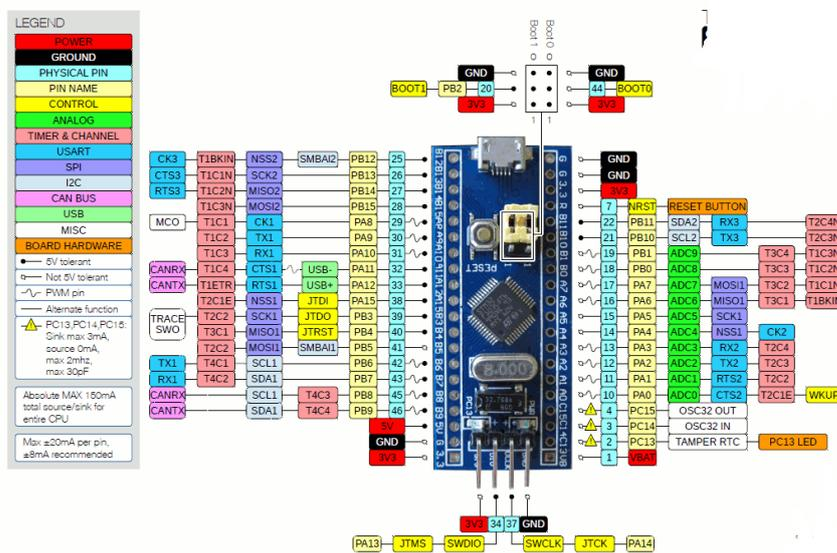 LEGEND
POWER
GROUND
PHYSICAL PIN
PIN NAME
CONTROL
ANALOG
TIMER & CHANNEL
USART
SPI
I2C
CAN BUS
USB
MISC
BOARD HARDWARE
5V tolerant
Not 5V tolerant
PWM pin
Alternate function
PC13,PC14,PC15:
Sink max 3mA,
source 0mA,
max 2mhz,
max 30pF
Absolute MAX 150mA
total source/sink for
entire CPU
Max ±20mA per pin,
±8mA recommended
Boot1 Boot0
0 0
GND GND
BOOT1 PB2 20 44 BOOT0
3V3 3V3
1 1
CK3 T1BKIN NSS2 SMBAI2 PB12 25
CTS3 T1C1N SCK2 PB13 26
RTS3 T1C2N MISO2 PB14 27
T1C3N MOSI2 PB15 28
MCO T1C1 CK1 PA8 29
T1C2 TX1 PA9 30
T1C3 RX1 PA10 31
CANRX T1C4 CTS1 USB- PA11 32
CANTX T1ETR RTS1 USB+ PA12 33
T2C1E NSS1 JTDI PA15 38
TRACE
SWO
T2C2 SCK1 JTDO PB3 39
T3C1 MISO1 JTRST PB4 40
T2C2 MOSI1 SMBAI1 PB5 41
TX1 T4C1 SCL1 PB6 42
RX1 T4C2 SDA1 PB7 43
CANRX SCL1 T4C3 PB8 45
CANTX SDA1 T4C4 PB9 46
5V
GND
3V3
GND
GND
3V3
7 NRST RESET BUTTON
22 PB11 SDA2 RX3 T2C4
21 PB10 SCL2 TX3 T2C3
19 PB1 ADC9 T3C4 T1C3N
18 PB0 ADC8 T3C3 T1C2N
17 PA7 ADC7 MOSI1 T3C2 T1C1N
16 PA6 ADC6 MISO1 T3C1 T1BKI
15 PA5 ADC5 SCK1
14 PA4 ADC4 NSS1 CK2
13 PA3 ADC3 RX2 T2C4
12 PA2 ADC2 TX2 T2C3
11 PA1 ADC1 RTS2 T2C2
10 PA0 ADC0 CTS2 T2C1E WKUP
4 PC15 OSC32 OUT
3 PC14 OSC32 IN
2 PC13 TAMPER RTC PC13 LED
1 VBAT
RESET
8.000
PC13
3V3 34 37 GND
PA13 JTMS SWDIO SWCLK JTCK PA14